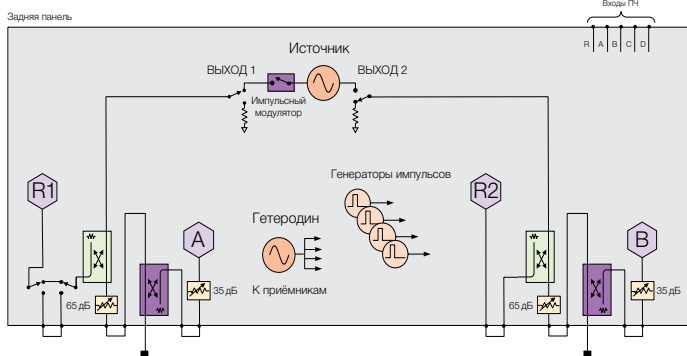 Входы ПЧ
Задняя панель
R A B C D
Источник
ВЫХОД 1
ВЫХОД 2
Импульсный
модулятор
Генераторы импульсов
R1
R2
Гетеродин
A
B
К приёмникам
35 дБ
35 дБ
65 дБ
65 дБ